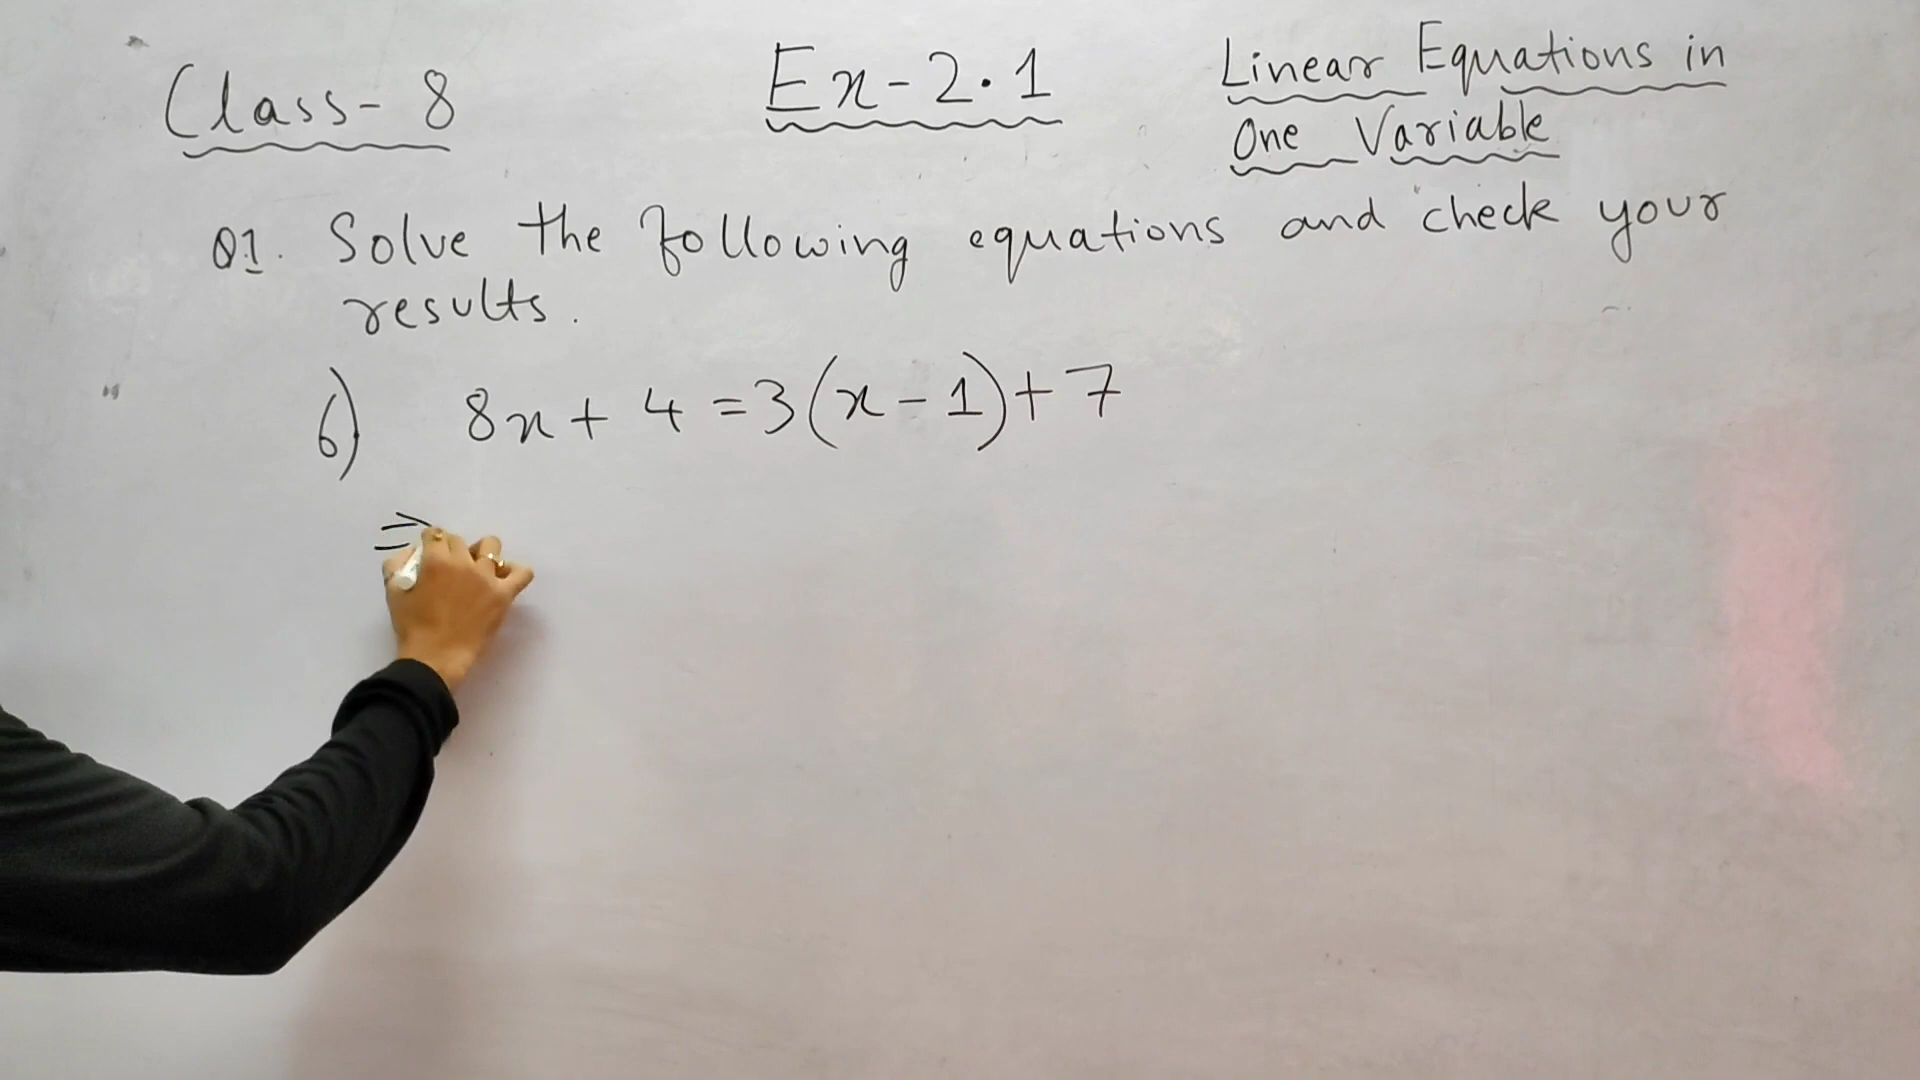 Class-8
Ex-2.1
Linear Equations in
One Variable
Q1. Solve the following equations and check your
results.
6) 8x + 4 = 3(x - 1) + 7
⇒